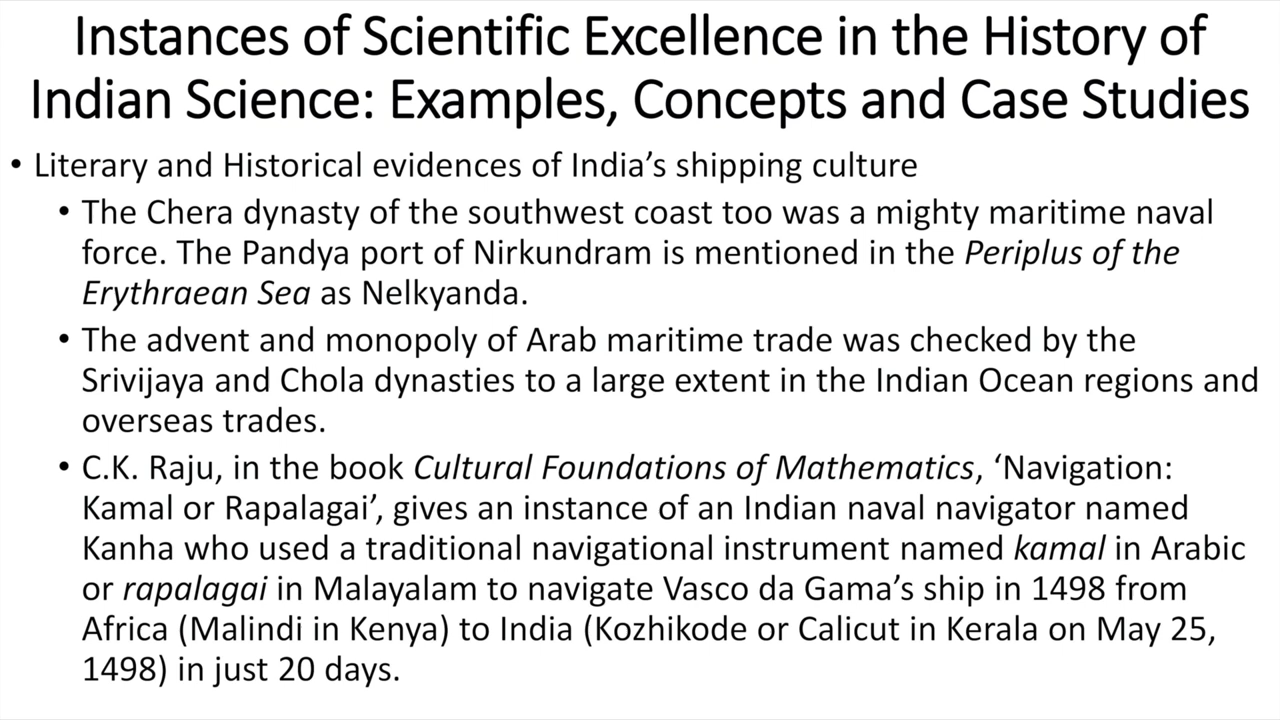 Instances of Scientific Excellence in the History of
Indian Science: Examples, Concepts and Case Studies
• Literary and Historical evidences of India’s shipping culture
• The Chera dynasty of the southwest coast too was a mighty maritime naval
force. The Pandya port of Nirkundram is mentioned in the Periplus of the
Erythraean Sea as Nelkyanda.
• The advent and monopoly of Arab maritime trade was checked by the
Srivijaya and Chola dynasties to a large extent in the Indian Ocean regions and
overseas trades.
• C.K. Raju, in the book Cultural Foundations of Mathematics, ‘Navigation:
Kamal or Rapalagai’, gives an instance of an Indian naval navigator named
Kanha who used a traditional navigational instrument named kamal in Arabic
or rapalagai in Malayalam to navigate Vasco da Gama’s ship in 1498 from
Africa (Malindi in Kenya) to India (Kozhikode or Calicut in Kerala on May 25,
1498) in just 20 days.